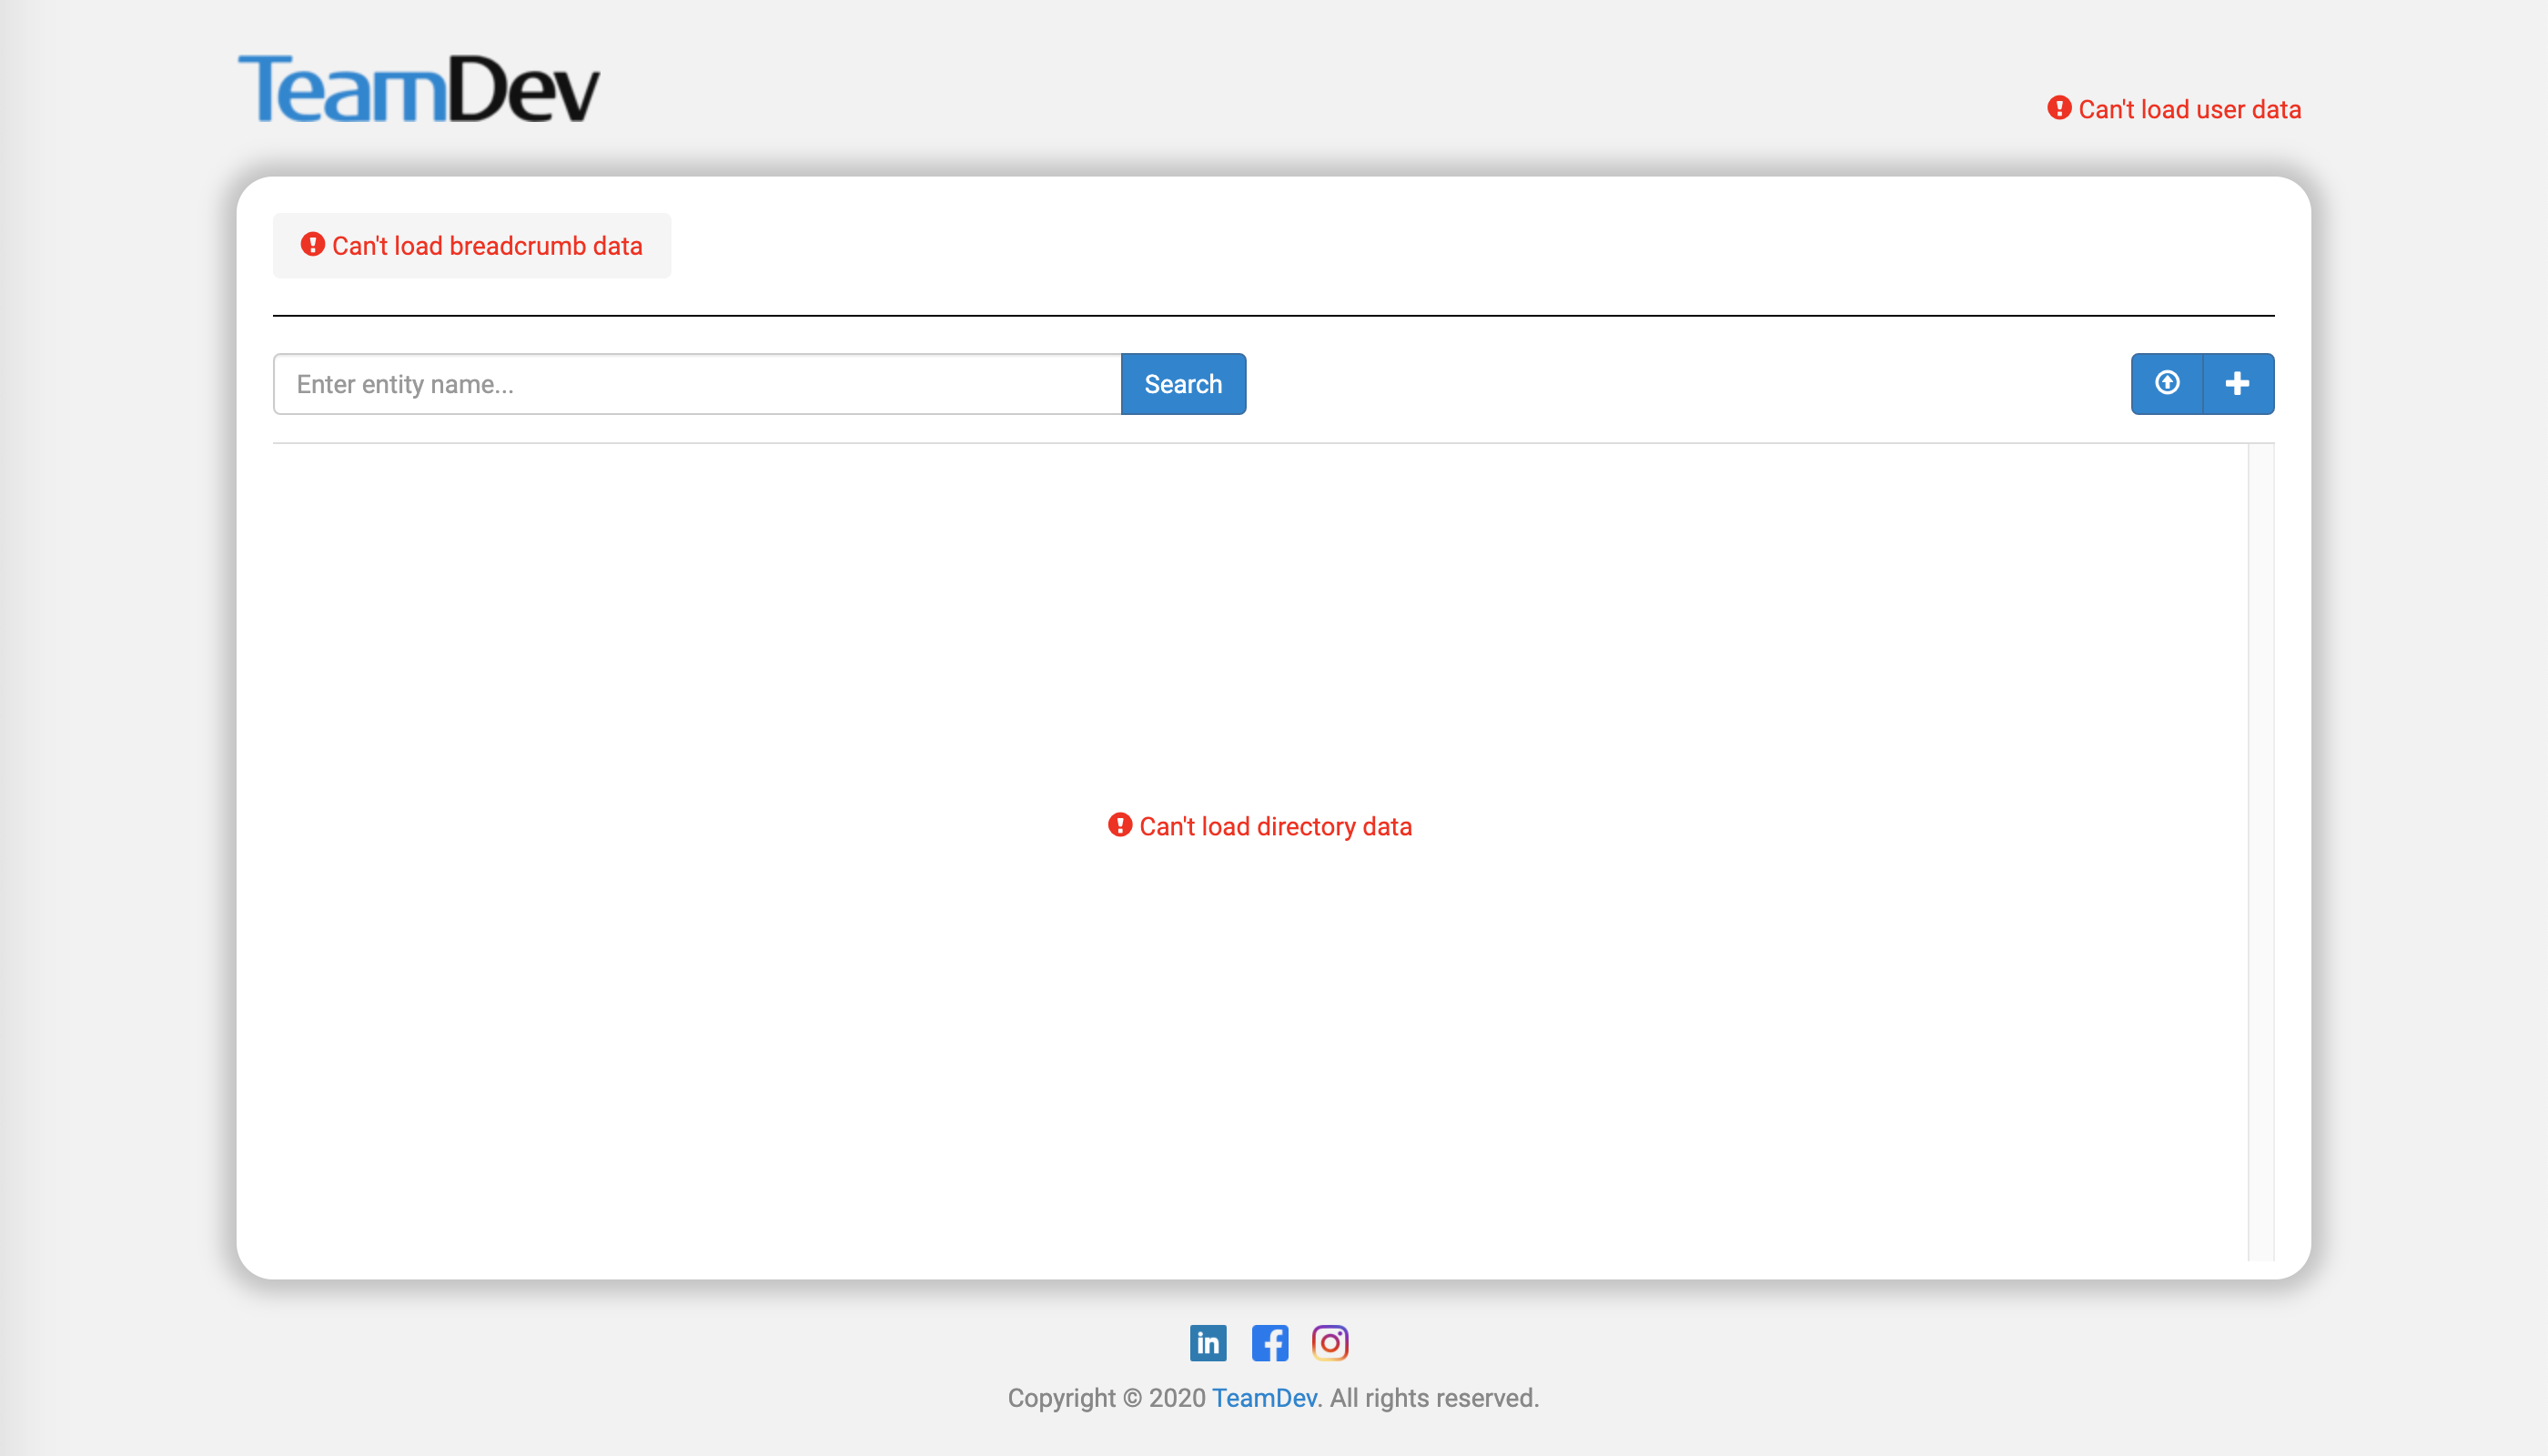 TeamDev
Can't load user data
Can't load breadcrumb data
Enter entity name...
Search
Can't load directory data
in
Copyright © 2020 TeamDev. All rights reserved.